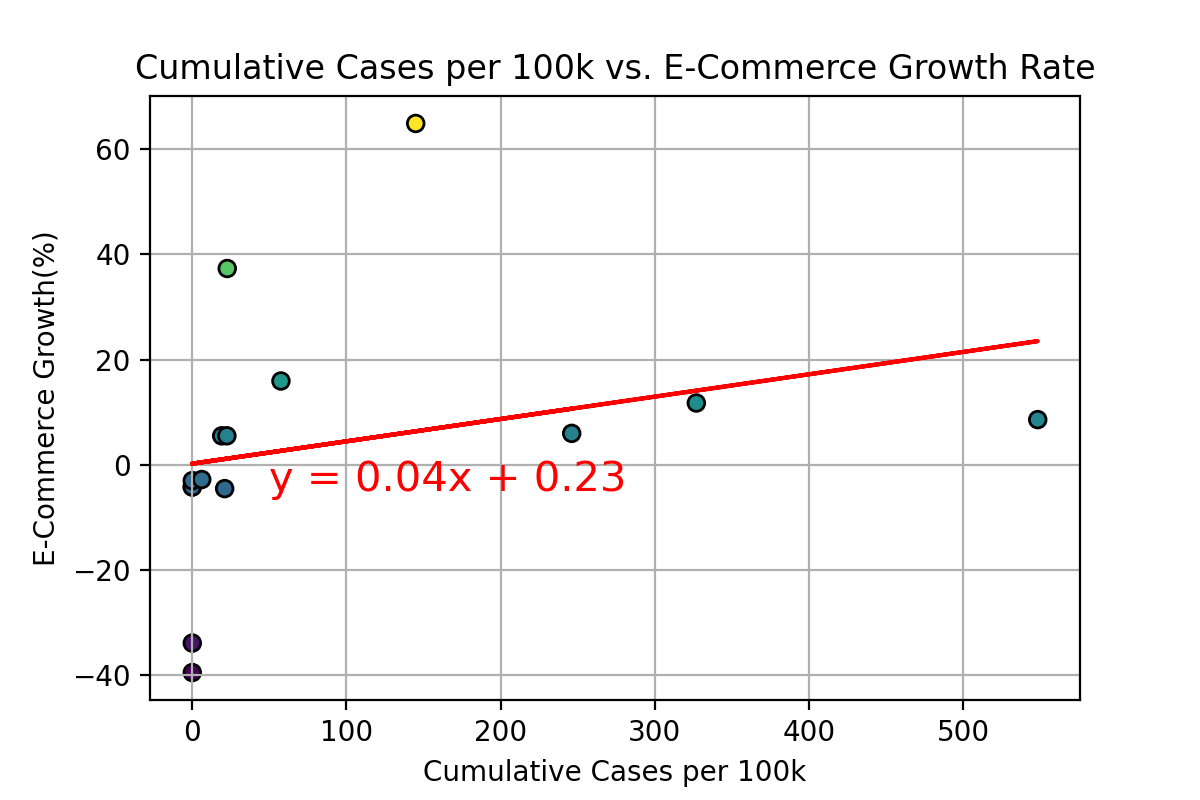 Cumulative Cases per 100k vs. E-Commerce Growth Rate
E-Commerce Growth(%)
60
40
20
0
−20
−40
y = 0.04x + 0.23
0 100 200 300 400 500
Cumulative Cases per 100k